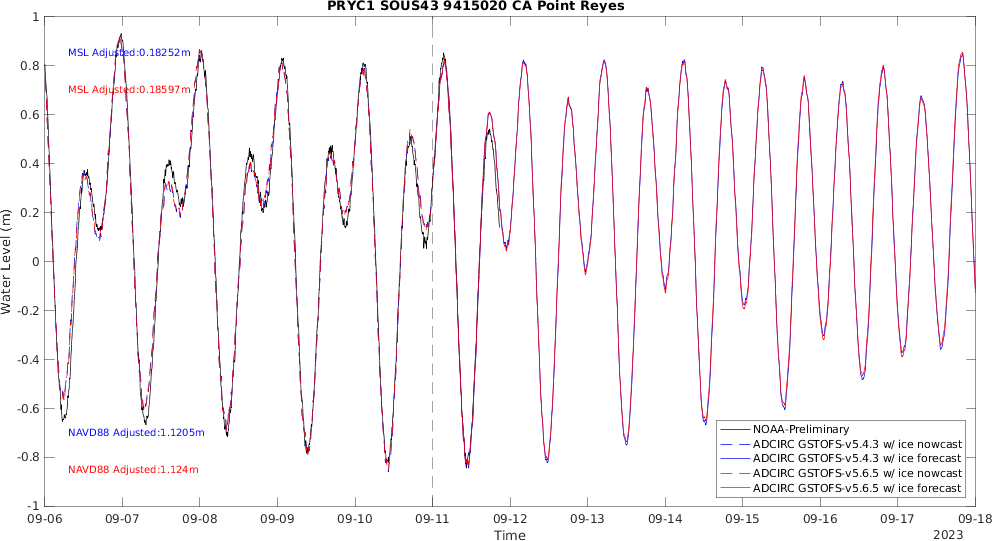 PRYC1 SOUS43 9415020 CA Point Reyes
1
0.8
0.6
0.4
0.2
0
-0.2
-0.4
-0.6
-0.8
-1
Water Level (m)
MSL Adjusted:0.18252m
MSL Adjusted:0.18597m
NAVD88 Adjusted:1.1205m
NAVD88 Adjusted:1.124m
NOAA-Preliminary
ADCIRC GSTOFS-v5.4.3 w/ ice nowcast
ADCIRC GSTOFS-v5.4.3 w/ ice forecast
ADCIRC GSTOFS-v5.6.5 w/ ice nowcast
ADCIRC GSTOFS-v5.6.5 w/ ice forecast
09-06 09-07 09-08 09-09 09-10 09-11 09-12 09-13 09-14 09-15 09-16 09-17 09-18
Time
2023